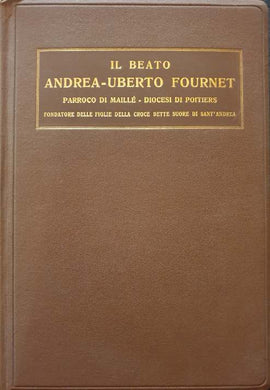 IL BEATO
ANDREA-UBERTO FOURNET
PARROCO DI MAILLÉ - DIOCESI DI POITIERS
FONDATORE DELLE FIGLIE DELLA CROCE DETTE SUORE DI SANT'ANDREA